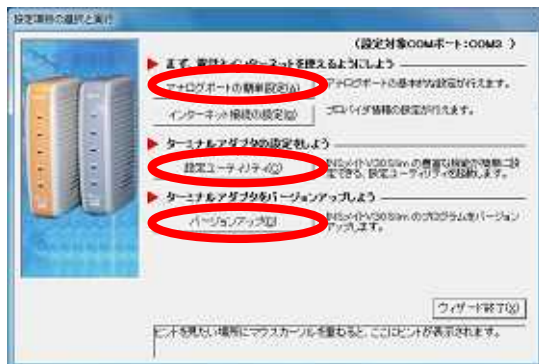 設定項目の選択と実行
(設定対象COMポート:COM3 )
まず、電話とインターネットを使えるようにしよう
アナログポートの簡単設定(A)
アナログポートの基本的な設定が行えます。
インターネット接続の設定(N)
プロバイダ情報の設定が行えます。
ターミナルアダプタの設定をしよう
設定ユーティリティ(C)
INSメイトV30Slim の豊富な機能が簡単に設
定できる、設定ユーティリティを起動します。
ターミナルアダプタをバージョンアップしよう
バージョンアップ(U)
INSメイトV30Slim のプログラムをバージョン
アップします。
ウィザード終了(X)
ヒントを見たい場所にマウスカーソルを重ねると、ここにヒントが表示されます。